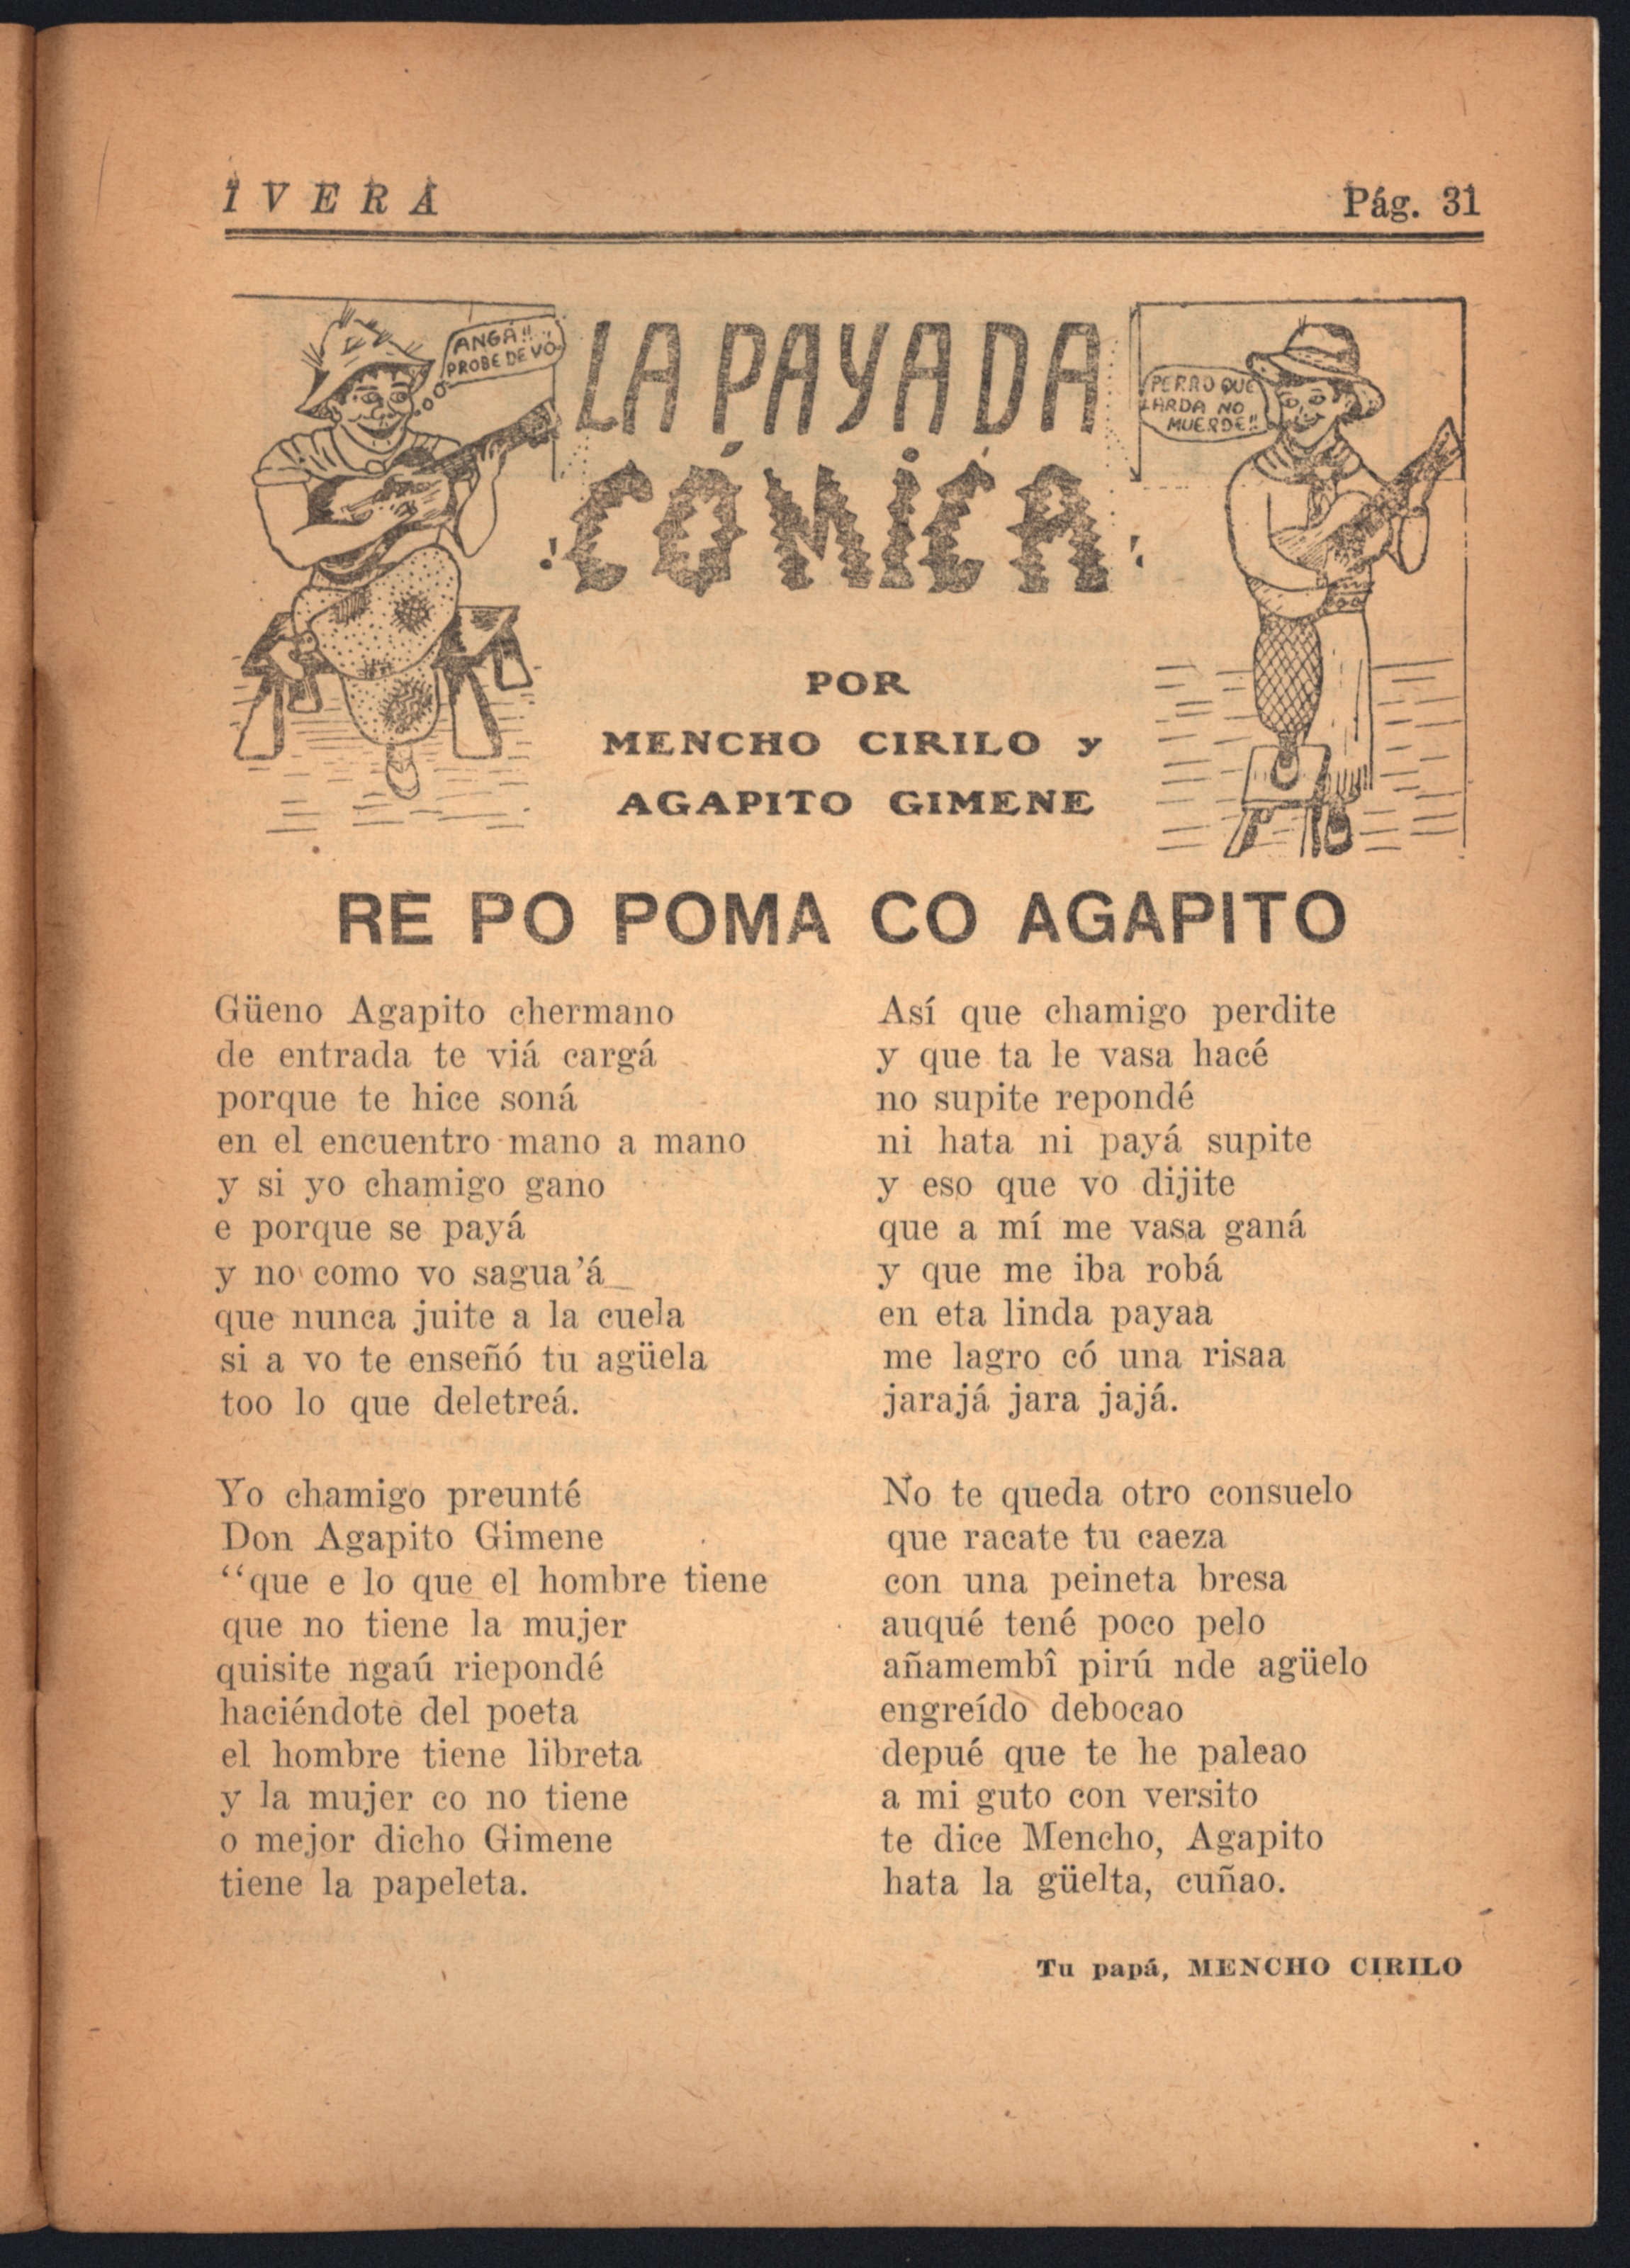 IVERA
Pág. 31
ANGÁ!!
PROBE DE VÓ
LA PAYADA
¡CÓMICA!
PERRO QUE
LARDA NO
MUERDE!!
POR
MENCHO CIRILO y
AGAPITO GIMENE
RE PO POMA CO AGAPITO
Güeno Agapito chermano
de entrada te viá cargá
porque te hice soná
en el encuentro mano a mano
y si yo chamigo gano
e porque se payá
y no como vo sagua'á
que nunca juite a la cuela
si a vo te enseñó tu agüela
too lo que deletreá.
Yo chamigo preunté
Don Agapito Gimene
“que e lo que el hombre tiene
que no tiene la mujer
quisite ngaú riepondé
haciéndote del poeta
el hombre tiene libreta
y la mujer co no tiene
o mejor dicho Gimene
tiene la papeleta.
Así que chamigo perdite
y que ta le vasa hacé
no supite repondé
ni hata ni payá supite
y eso que vo dijite
que a mí me vasa ganá
y que me iba robá
en eta linda payaa
me lagro có una risaa
jarajá jara jajá.
No te queda otro consuelo
que racate tu caeza
con una peineta bresa
auqué tené poco pelo
añamembî pirú nde agüelo
engreído debocao
depué que te he paleao
a mi guto con versito
te dice Mencho, Agapito
hata la güelta, cuñao.
Tu papá, MENCHO CIRILO